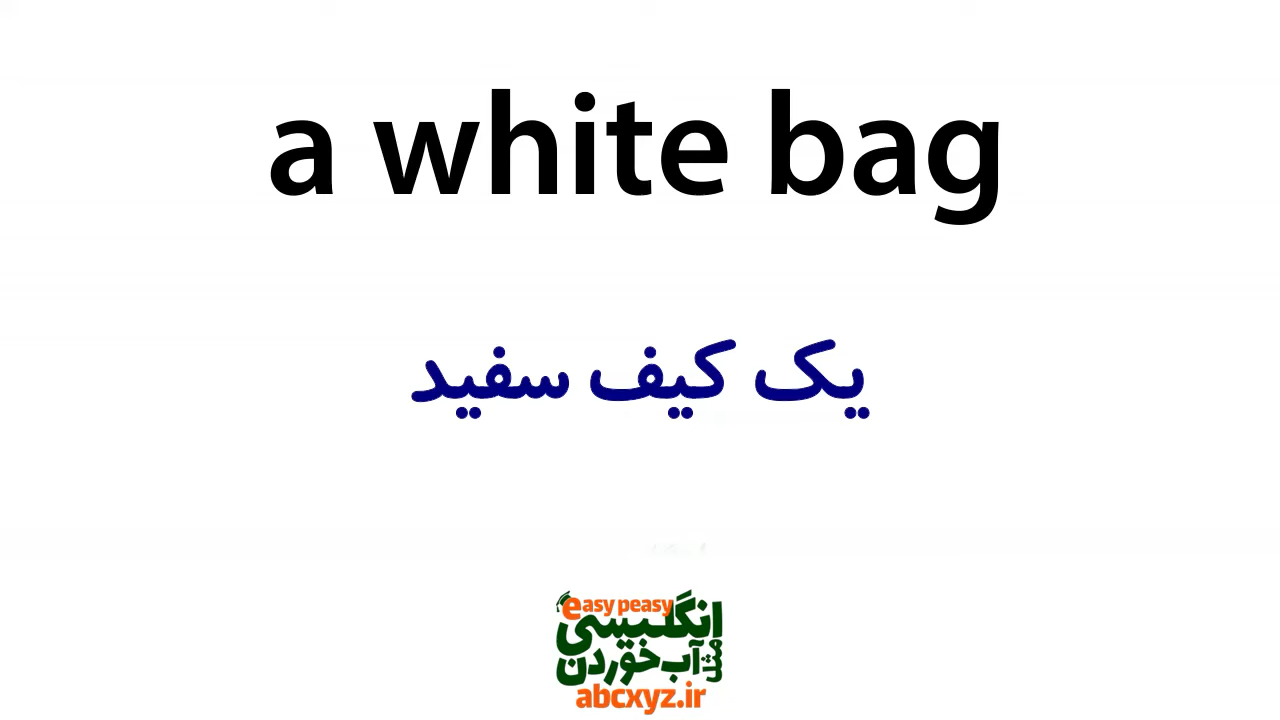 a white bag
یک کیف سفید
easy peasy
انگلیسی
مثل آب خوردن
abcxyz.ir